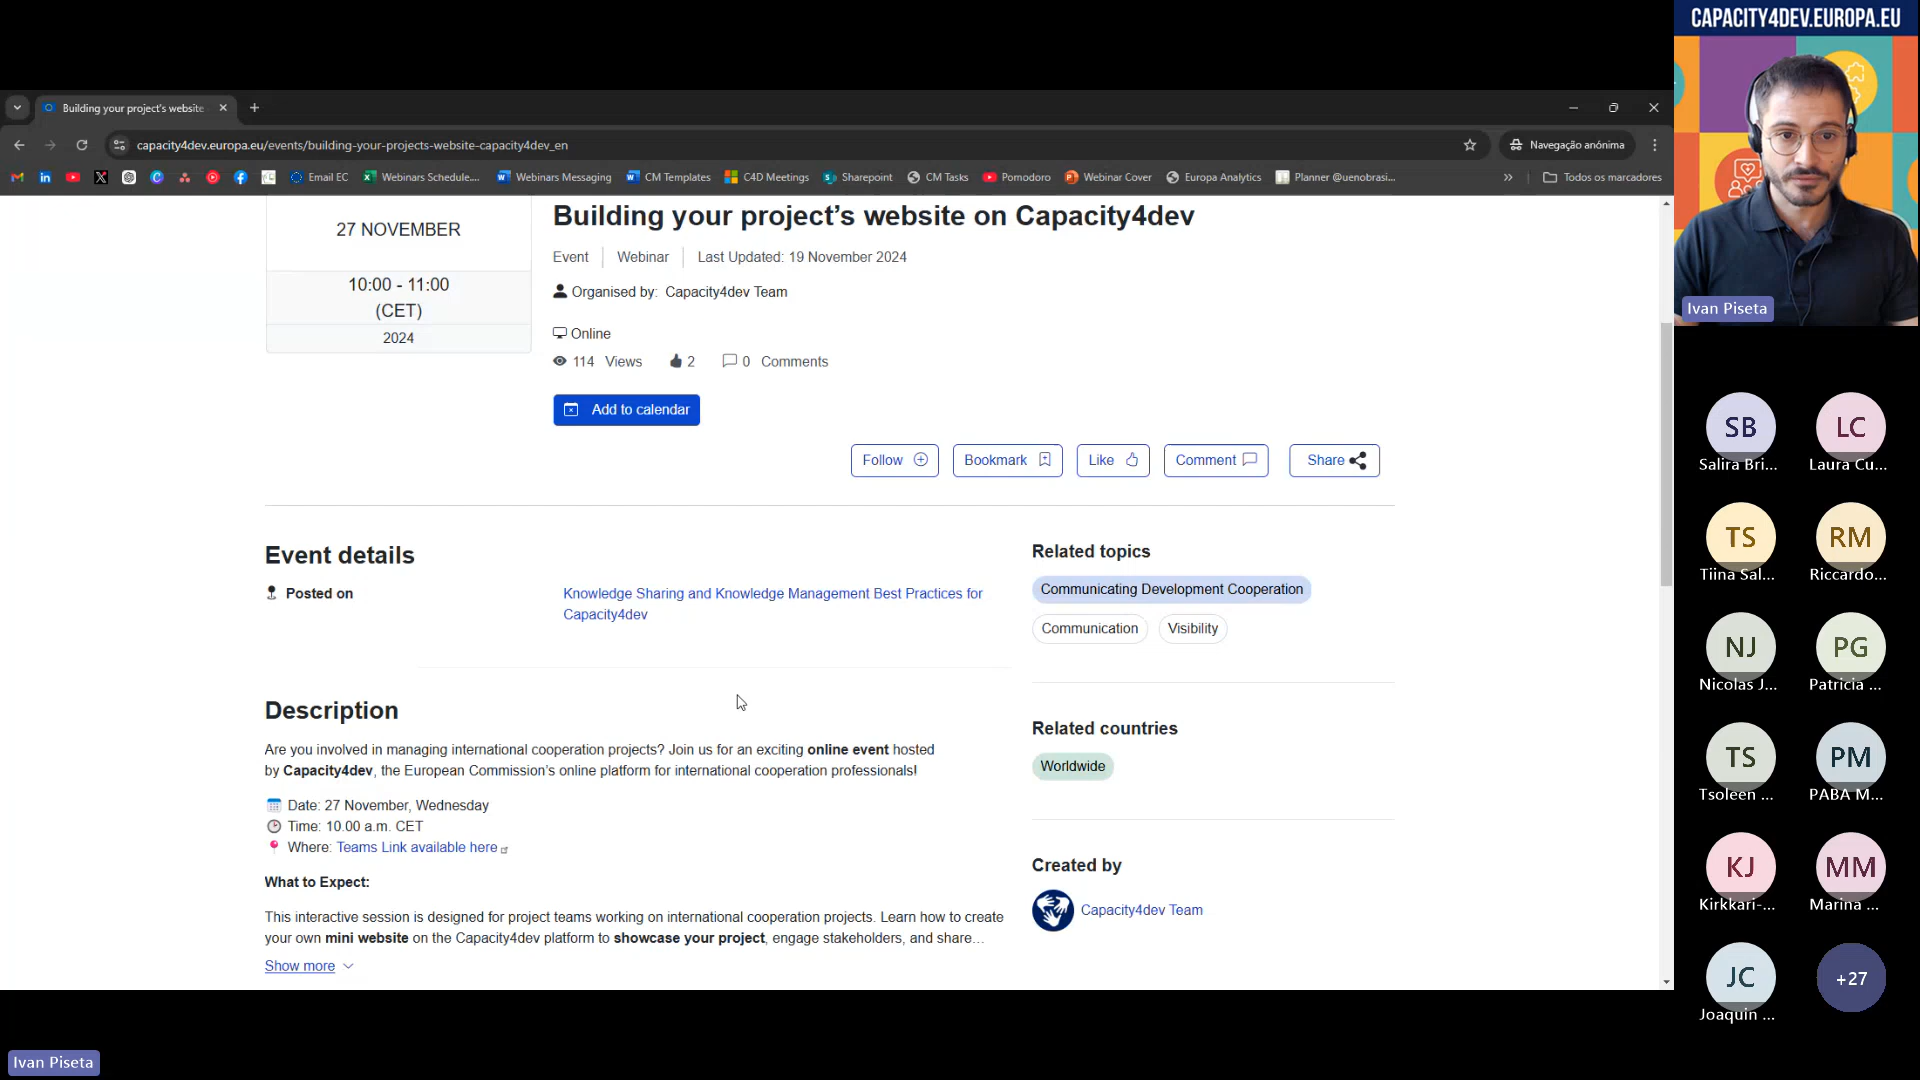 CAPACITY4DEV.EUROPA.EU
Building your project's website
capacity4dev.europa.eu/events/building-your-projects-website-capacity4dev_en
Navegação anónima
Email EC
Webinars Schedule....
Webinars Messaging
CM Templates
C4D Meetings
Sharepoint
CM Tasks
Pomodoro
Webinar Cover
Europa Analytics
Planner @uenobrasi...
Todos os marcadores
27 NOVEMBER
10:00 - 11:00
(CET)
2024
Building your project’s website on Capacity4dev
Event
Webinar
Last Updated: 19 November 2024
Organised by: Capacity4dev Team
Online
114 Views
2
0 Comments
Add to calendar
Follow
Bookmark
Like
Comment
Share
Event details
Posted on
Knowledge Sharing and Knowledge Management Best Practices for
Capacity4dev
Related topics
Communicating Development Cooperation
Communication
Visibility
Description
Are you involved in managing international cooperation projects? Join us for an exciting online event hosted
by Capacity4dev, the European Commission’s online platform for international cooperation professionals!
Date: 27 November, Wednesday
Time: 10.00 a.m. CET
Where: Teams Link available here
What to Expect:
This interactive session is designed for project teams working on international cooperation projects. Learn how to create
your own mini website on the Capacity4dev platform to showcase your project, engage stakeholders, and share…
Show more
Related countries
Worldwide
Created by
Capacity4dev Team
Ivan Piseta
SB
Salira Bri...
LC
Laura Cu...
TS
Tiina Sal...
RM
Riccardo...
NJ
Nicolas J...
PG
Patricia ...
TS
Tsoleen ...
PM
PABA M...
KJ
Kirkkari-...
MM
Marina ...
JC
Joaquin ...
+27
Ivan Piseta